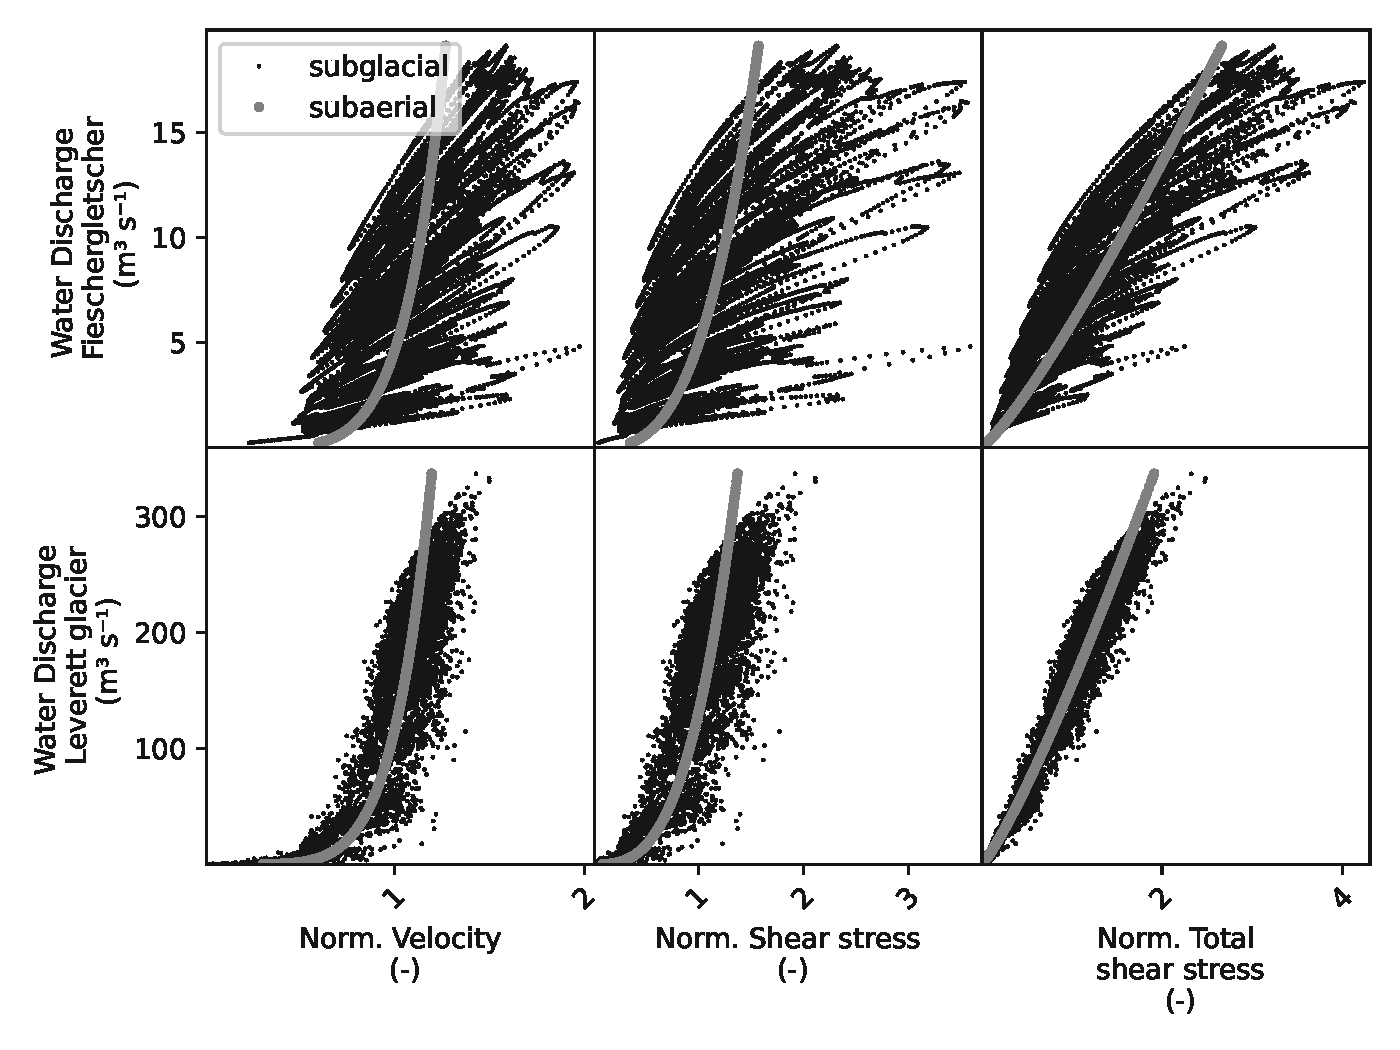 subglacial
subaerial
Water Discharge
Fieschergletscher
(m³ s⁻¹)
15
10
5
Water Discharge
Leverett glacier
(m³ s⁻¹)
300
200
100
1
2
1
2
3
2
4
Norm. Velocity
(-)
Norm. Shear stress
(-)
Norm. Total
shear stress
(-)